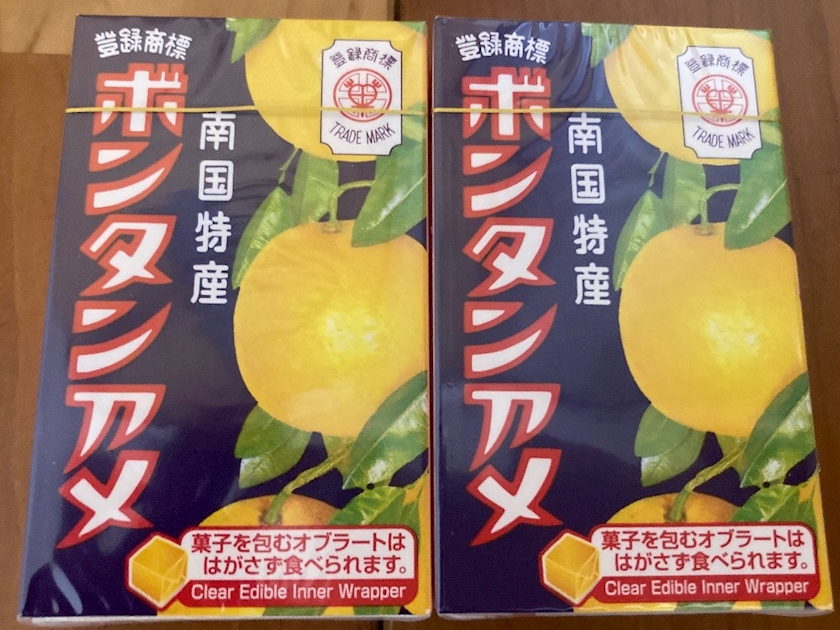 登録商標
ボンタンアメ
南国特産
登録商標
TRADE MARK
菓子を包むオブラートは
はがさず食べられます。
Clear Edible Inner Wrapper
登録商標
ボンタンアメ
南国特産
登録商標
TRADE MARK
菓子を包むオブラートは
はがさず食べられます。
Clear Edible Inner Wrapper